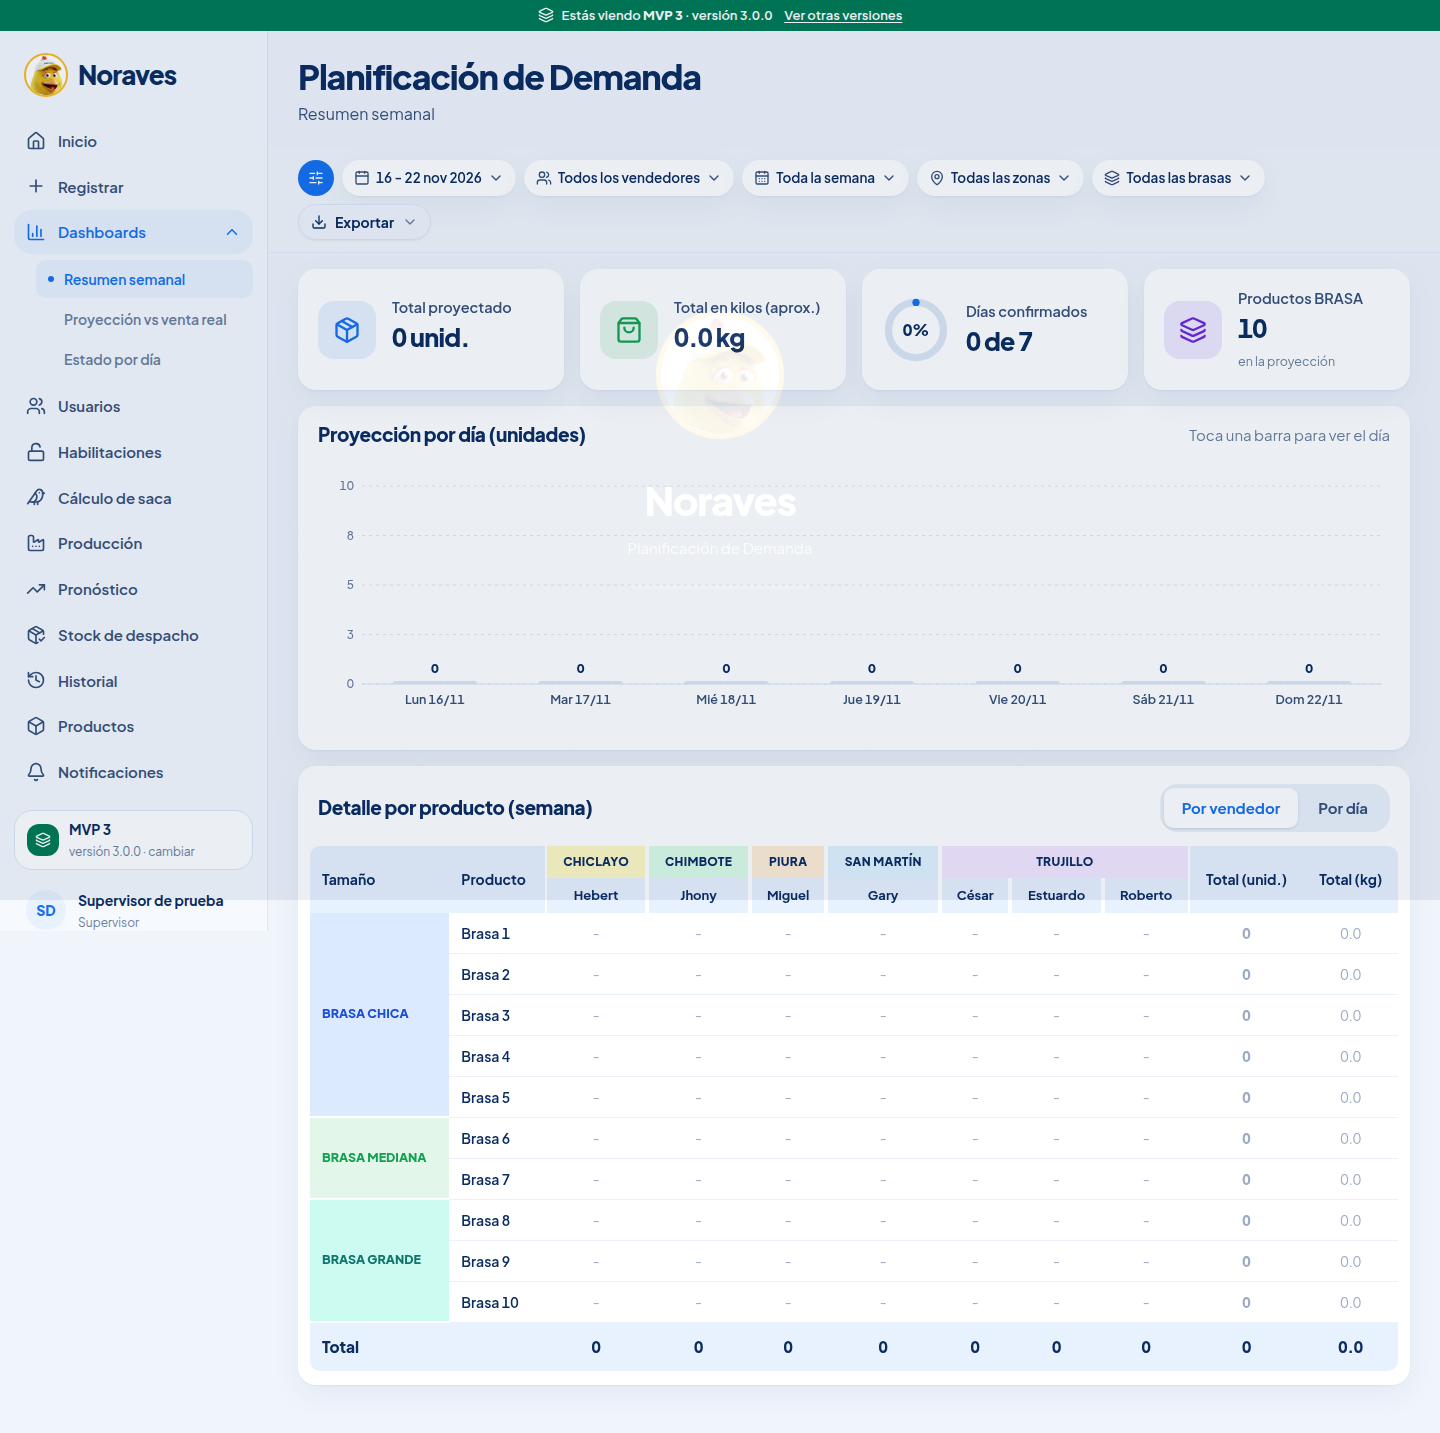 Estás viendo MVP 3 · versión 3.0.0 Ver otras versiones
Noraves
Inicio
Registrar
Dashboards
Resumen semanal
Proyección vs venta real
Estado por día
Usuarios
Habilitaciones
Cálculo de saca
Producción
Pronóstico
Stock de despacho
Historial
Productos
Notificaciones
MVP 3
versión 3.0.0 · cambiar
SD
Supervisor de prueba
Supervisor
Planificación de Demanda
Resumen semanal
16 - 22 nov 2026 Todos los vendedores Toda la semana Todas las zonas Todas las brasas
Exportar
Total proyectado
0 unid.
Total en kilos (aprox.)
0.0 kg
0%
Días confirmados
0 de 7
Productos BRASA
10
en la proyección
Proyección por día (unidades) Toca una barra para ver el día
Noraves
Planificación de Demanda
10
8
5
3
0
0 0 0 0 0 0 0
Lun 16/11 Mar 17/11 Mié 18/11 Jue 19/11 Vie 20/11 Sáb 21/11 Dom 22/11
Detalle por producto (semana) Por vendedor Por día
CHICLAYO CHIMBOTE PIURA SAN MARTÍN TRUJILLO
Tamaño Producto Hebert Jhony Miguel Gary César Estuardo Roberto Total (unid.) Total (kg)
BRASA CHICA
Brasa 1 - - - - - - - 0 0.0
Brasa 2 - - - - - - - 0 0.0
Brasa 3 - - - - - - - 0 0.0
Brasa 4 - - - - - - - 0 0.0
Brasa 5 - - - - - - - 0 0.0
BRASA MEDIANA
Brasa 6 - - - - - - - 0 0.0
Brasa 7 - - - - - - - 0 0.0
BRASA GRANDE
Brasa 8 - - - - - - - 0 0.0
Brasa 9 - - - - - - - 0 0.0
Brasa 10 - - - - - - - 0 0.0
Total 0 0 0 0 0 0 0 0 0.0